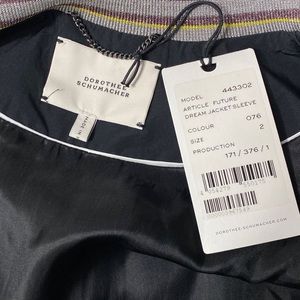 DOROTHEE
SCHUMACHER
MODEL 443302
ARTICLE FUTURE
DREAM JACKET SLEEVE
COLOUR 076
SIZE 2
PRODUCTION 171 / 376 / 1
DOROTHEE-SCHUMACHER.COM